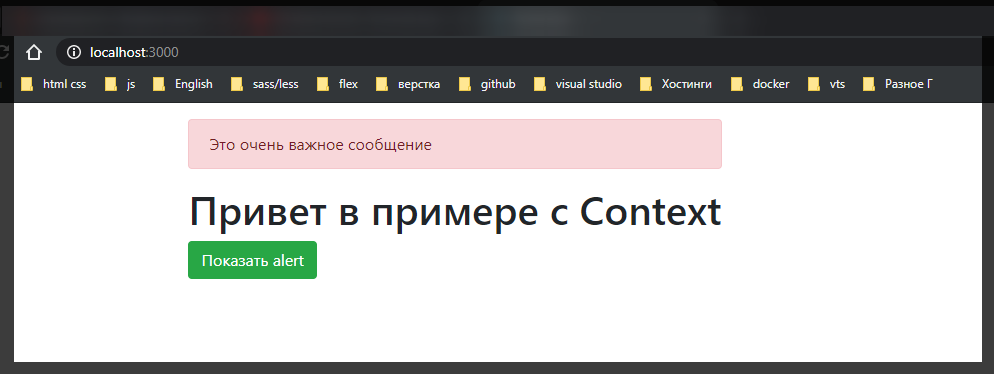 localhost:3000
html css js English sass/less flex верстка github visual studio Хостинги docker vts Разное Г
Это очень важное сообщение
Привет в примере с Context
Показать alert